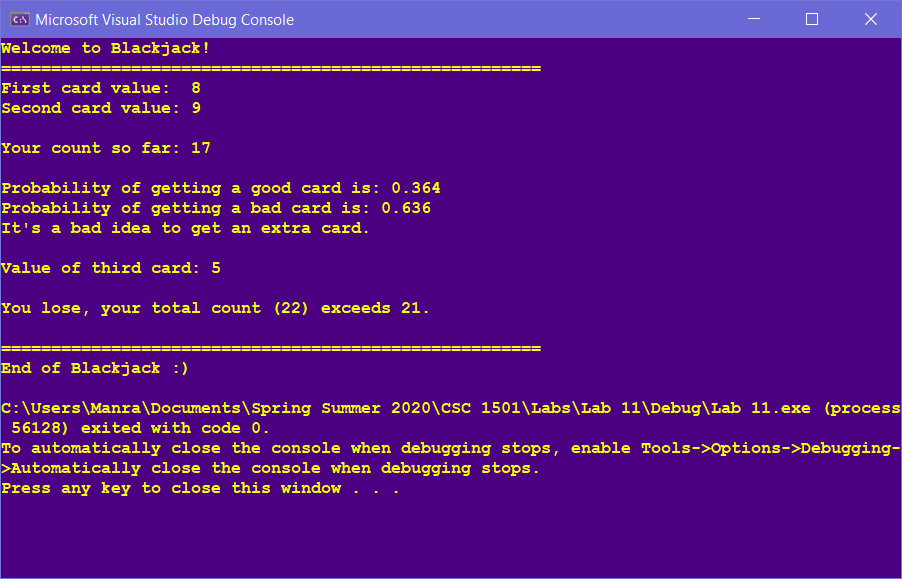 Microsoft Visual Studio Debug Console
Welcome to Blackjack!
======================================================
First card value:  8
Second card value: 9
Your count so far: 17
Probability of getting a good card is: 0.364
Probability of getting a bad card is: 0.636
It's a bad idea to get an extra card.
Value of third card: 5
You lose, your total count (22) exceeds 21.
======================================================
End of Blackjack :)
C:\Users\Manra\Documents\Spring Summer 2020\CSC 1501\Labs\Lab 11\Debug\Lab 11.exe (process
 56128) exited with code 0.
To automatically close the console when debugging stops, enable Tools->Options->Debugging-
>Automatically close the console when debugging stops.
Press any key to close this window . . .